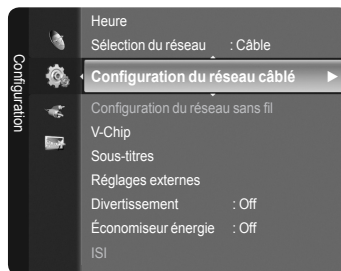 Configuration
Heure
Sélection du réseau : Câble
Configuration du réseau câblé
Configuration du réseau sans fil
V-Chip
Sous-titres
Réglages externes
Divertissement : Off
Économiseur énergie : Off
ISI